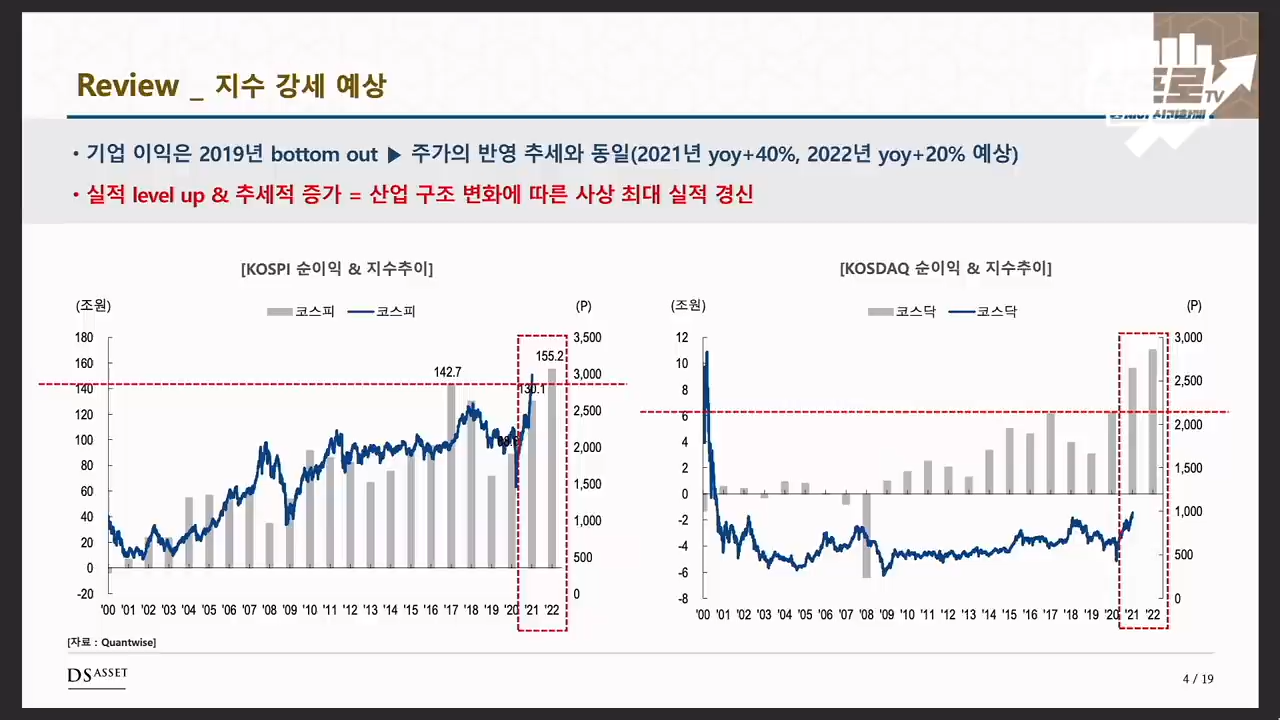 프로TV
Review _ 지수 강세 예상
• 기업 이익은 2019년 bottom out ▶ 주가의 반영 추세와 동일(2021년 yoy+40%, 2022년 yoy+20% 예상)
• 실적 level up & 추세적 증가 = 산업 구조 변화에 따른 사상 최대 실적 경신
[KOSPI 순이익 & 지수추이]
(조원) 코스피 코스피 (P)
180 160 140 120 100 80 60 40 20 0 -20
142.7 130.1 155.2
3,500 3,000 2,500 2,000 1,500 1,000 500 0
'00 '01 '02 '03 '04 '05 '06 '07 '08 '09 '10 '11 '12 '13 '14 '15 '16 '17 '18 '19 '20 '21 '22
[KOSDAQ 순이익 & 지수추이]
(조원) 코스닥 코스닥 (P)
12 10 8 6 4 2 0 -2 -4 -6 -8
3,000 2,500 2,000 1,500 1,000 500 0
'00 '01 '02 '03 '04 '05 '06 '07 '08 '09 '10 '11 '12 '13 '14 '15 '16 '17 '18 '19 '20 '21 '22
[자료 : Quantwise]
DS ASSET
4 / 19